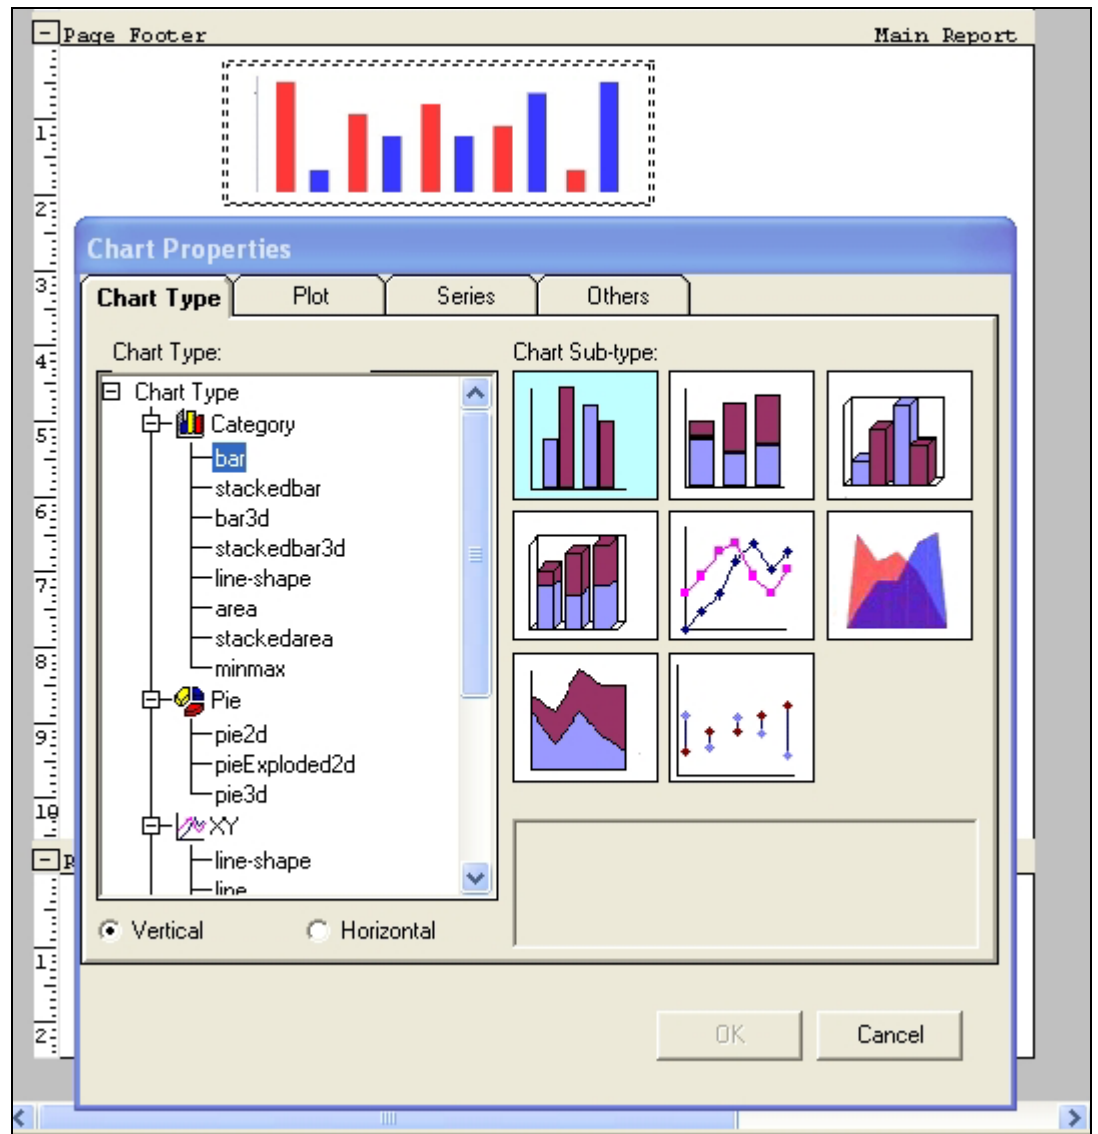 Page Footer Main Report
1
2
3
4
5
6
7
8
9
10
1
2
Chart Properties
Chart Type Plot Series Others
Chart Type: Chart Sub-type:
Chart Type
Category
bar
stackedbar
bar3d
stackedbar3d
line-shape
area
stackedarea
minmax
Pie
pie2d
pieExploded2d
pie3d
XY
line-shape
line
Vertical Horizontal
OK Cancel